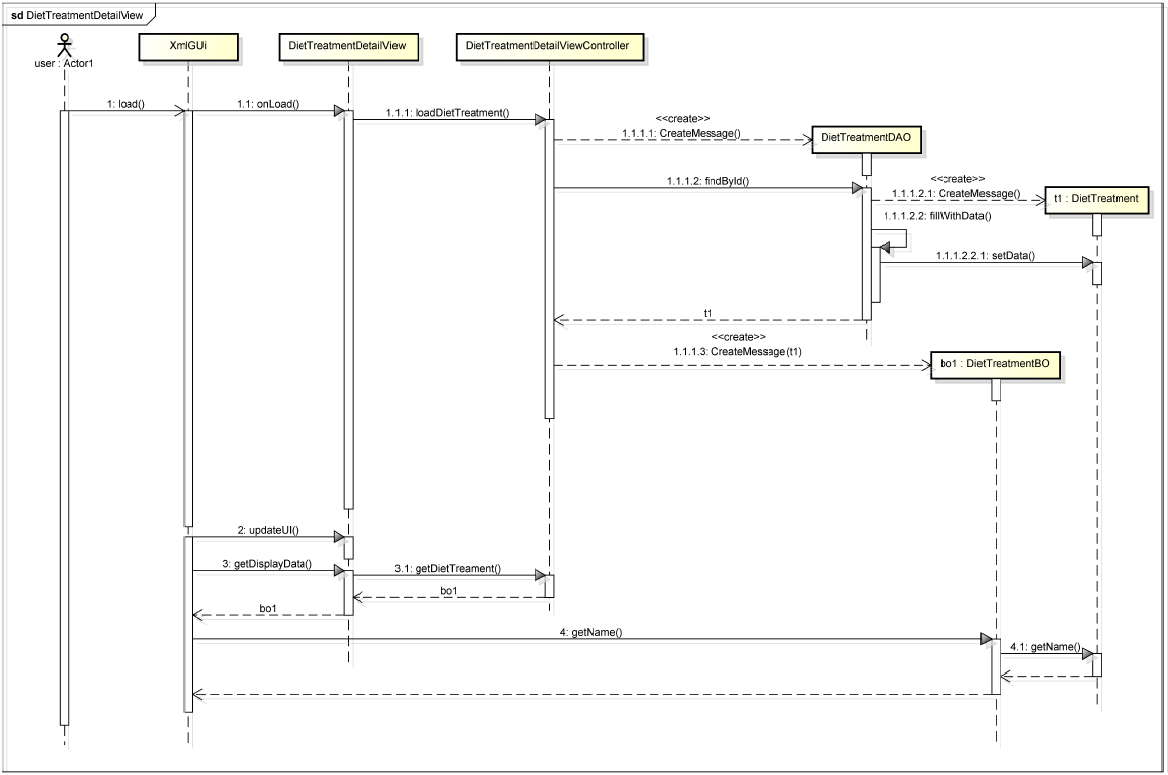 sd DietTreatmentDetailView
user : Actor1
XmlGUi
DietTreatmentDetailView
DietTreatmentDetailViewController
1: load()
1.1: onLoad()
1.1.1: loadDietTreatment()
<<create>>
1.1.1.1: CreateMessage()
DietTreatmentDAO
1.1.1.2: findById()
<<create>>
1.1.1.2.1: CreateMessage()
t1 : DietTreatment
1.1.1.2.2: fillWithData()
1.1.1.2.2.1: setData()
t1
<<create>>
1.1.1.3: CreateMessage(t1)
bo1 : DietTreatmentBO
2: updateUI()
3: getDisplayData()
3.1: getDietTreament()
bo1
bo1
4: getName()
4.1: getName()